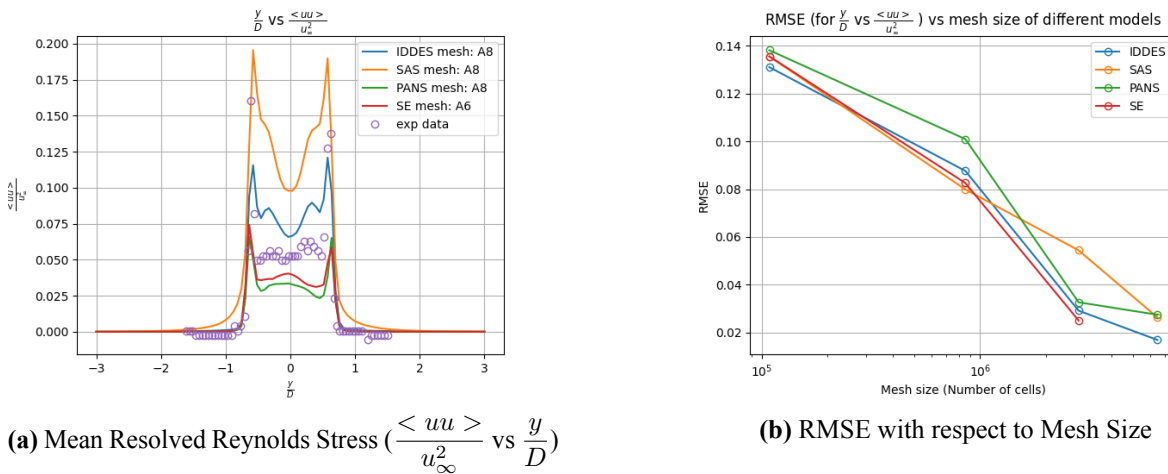 y/D vs <uu>/u∞²
0.200
0.175
0.150
0.125
0.100
0.075
0.050
0.025
0.000
<uu>/u∞²
−3
−2
−1
0
1
2
3
y/D
IDDES mesh: A8
SAS mesh: A8
PANS mesh: A8
SE mesh: A6
exp data
(a) Mean Resolved Reynolds Stress (<uu>/u∞² vs y/D)
RMSE (for y/D vs <uu>/u∞² ) vs mesh size of different models
0.14
0.12
0.10
0.08
0.06
0.04
0.02
RMSE
10⁵
10⁶
Mesh size (Number of cells)
IDDES
SAS
PANS
SE
(b) RMSE with respect to Mesh Size